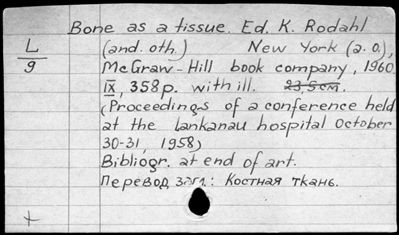 Bone as a tissue. Ed. K. Rodahl
L
9
(and. oth.) New York (a. o.),
McGraw-Hill book company, 1960
IX, 358p. with ill. 23,5cm.
(Proceedings of a conference held
at the Lankanau hospital October
30-31, 1958)
Bibliogr. at end of art.
Перевод загл.: Костная ткань.
+